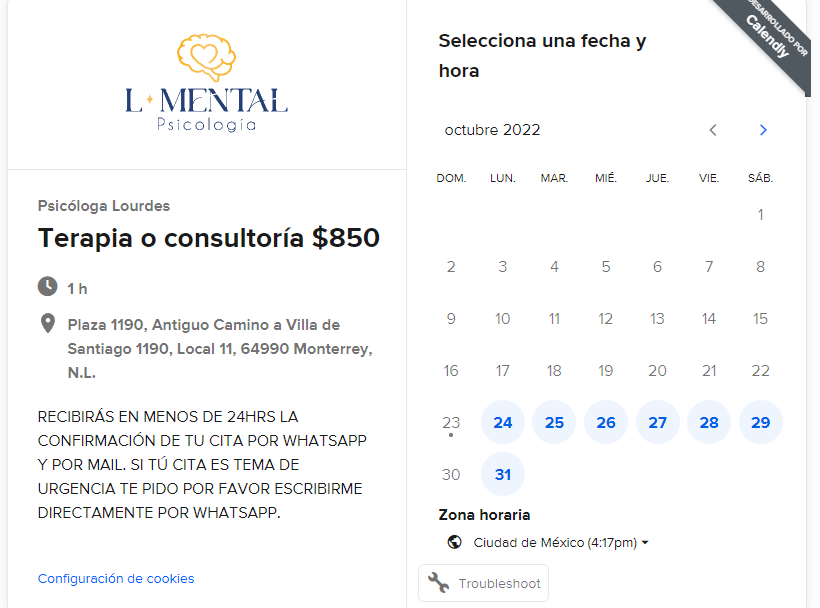 L MENTAL
Psicología
Psicóloga Lourdes
Terapia o consultoría $850
1 h
Plaza 1190, Antiguo Camino a Villa de
Santiago 1190, Local 11, 64990 Monterrey,
N.L.
RECIBIRÁS EN MENOS DE 24HRS LA
CONFIRMACIÓN DE TU CITA POR WHATSAPP
Y POR MAIL. SI TÚ CITA ES TEMA DE
URGENCIA TE PIDO POR FAVOR ESCRIBIRME
DIRECTAMENTE POR WHATSAPP.
Configuración de cookies
DESARROLLADO POR
Calendly
Selecciona una fecha y
hora
octubre 2022
DOM. LUN. MAR. MIÉ. JUE. VIE. SÁB.
1
2 3 4 5 6 7 8
9 10 11 12 13 14 15
16 17 18 19 20 21 22
23 24 25 26 27 28 29
30 31
Zona horaria
Ciudad de México (4:17pm)
Troubleshoot